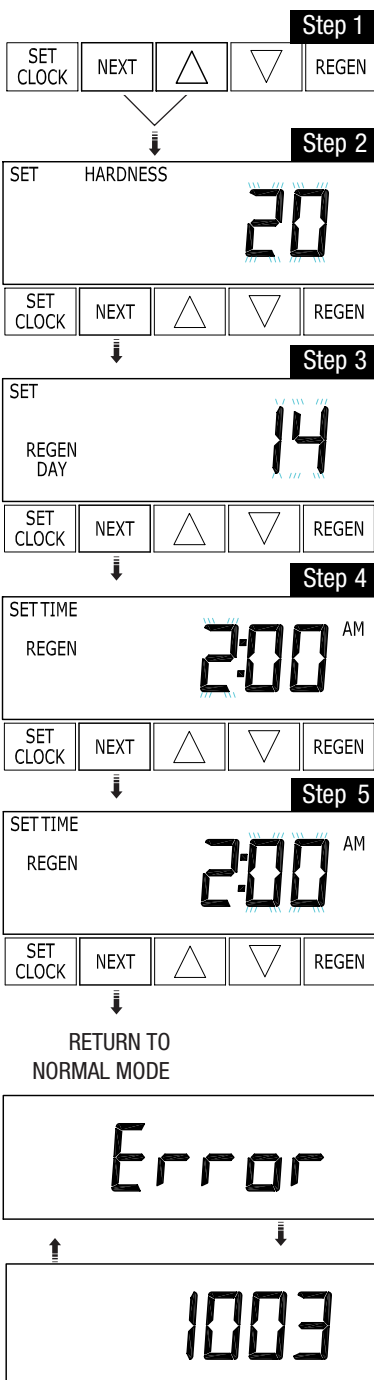 Step 1
SET CLOCK NEXT REGEN
Step 2
SET HARDNESS
20
SET CLOCK NEXT REGEN
Step 3
SET
14
REGEN DAY
SET CLOCK NEXT REGEN
Step 4
SET TIME
REGEN 2:00 AM
SET CLOCK NEXT REGEN
Step 5
SET TIME
REGEN 2:00 AM
SET CLOCK NEXT REGEN
RETURN TO
NORMAL MODE
Error
1003